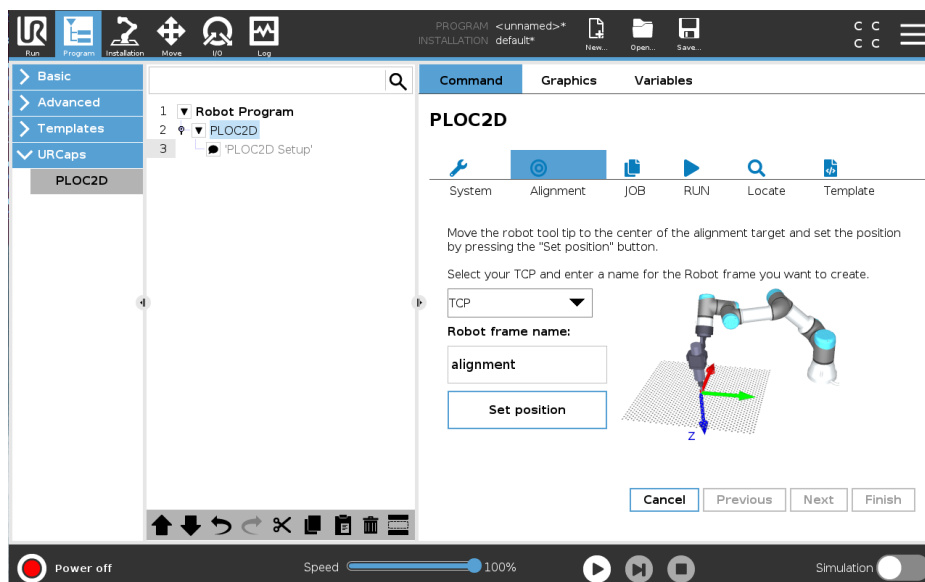 PROGRAM <unnamed>*
INSTALLATION default*
Run
Program
Installation
Move
I/O
Log
New...
Open...
Save...
C C
C C
Basic
Advanced
Templates
URCaps
PLOC2D
1 Robot Program
2 PLOC2D
3 'PLOC2D Setup'
Command
Graphics
Variables
PLOC2D
System
Alignment
JOB
RUN
Locate
Template
Move the robot tool tip to the center of the alignment target and set the position
by pressing the "Set position" button.
Select your TCP and enter a name for the Robot frame you want to create.
TCP
Robot frame name:
alignment
Set position
Z
Cancel
Previous
Next
Finish
Power off
Speed
100%
Simulation